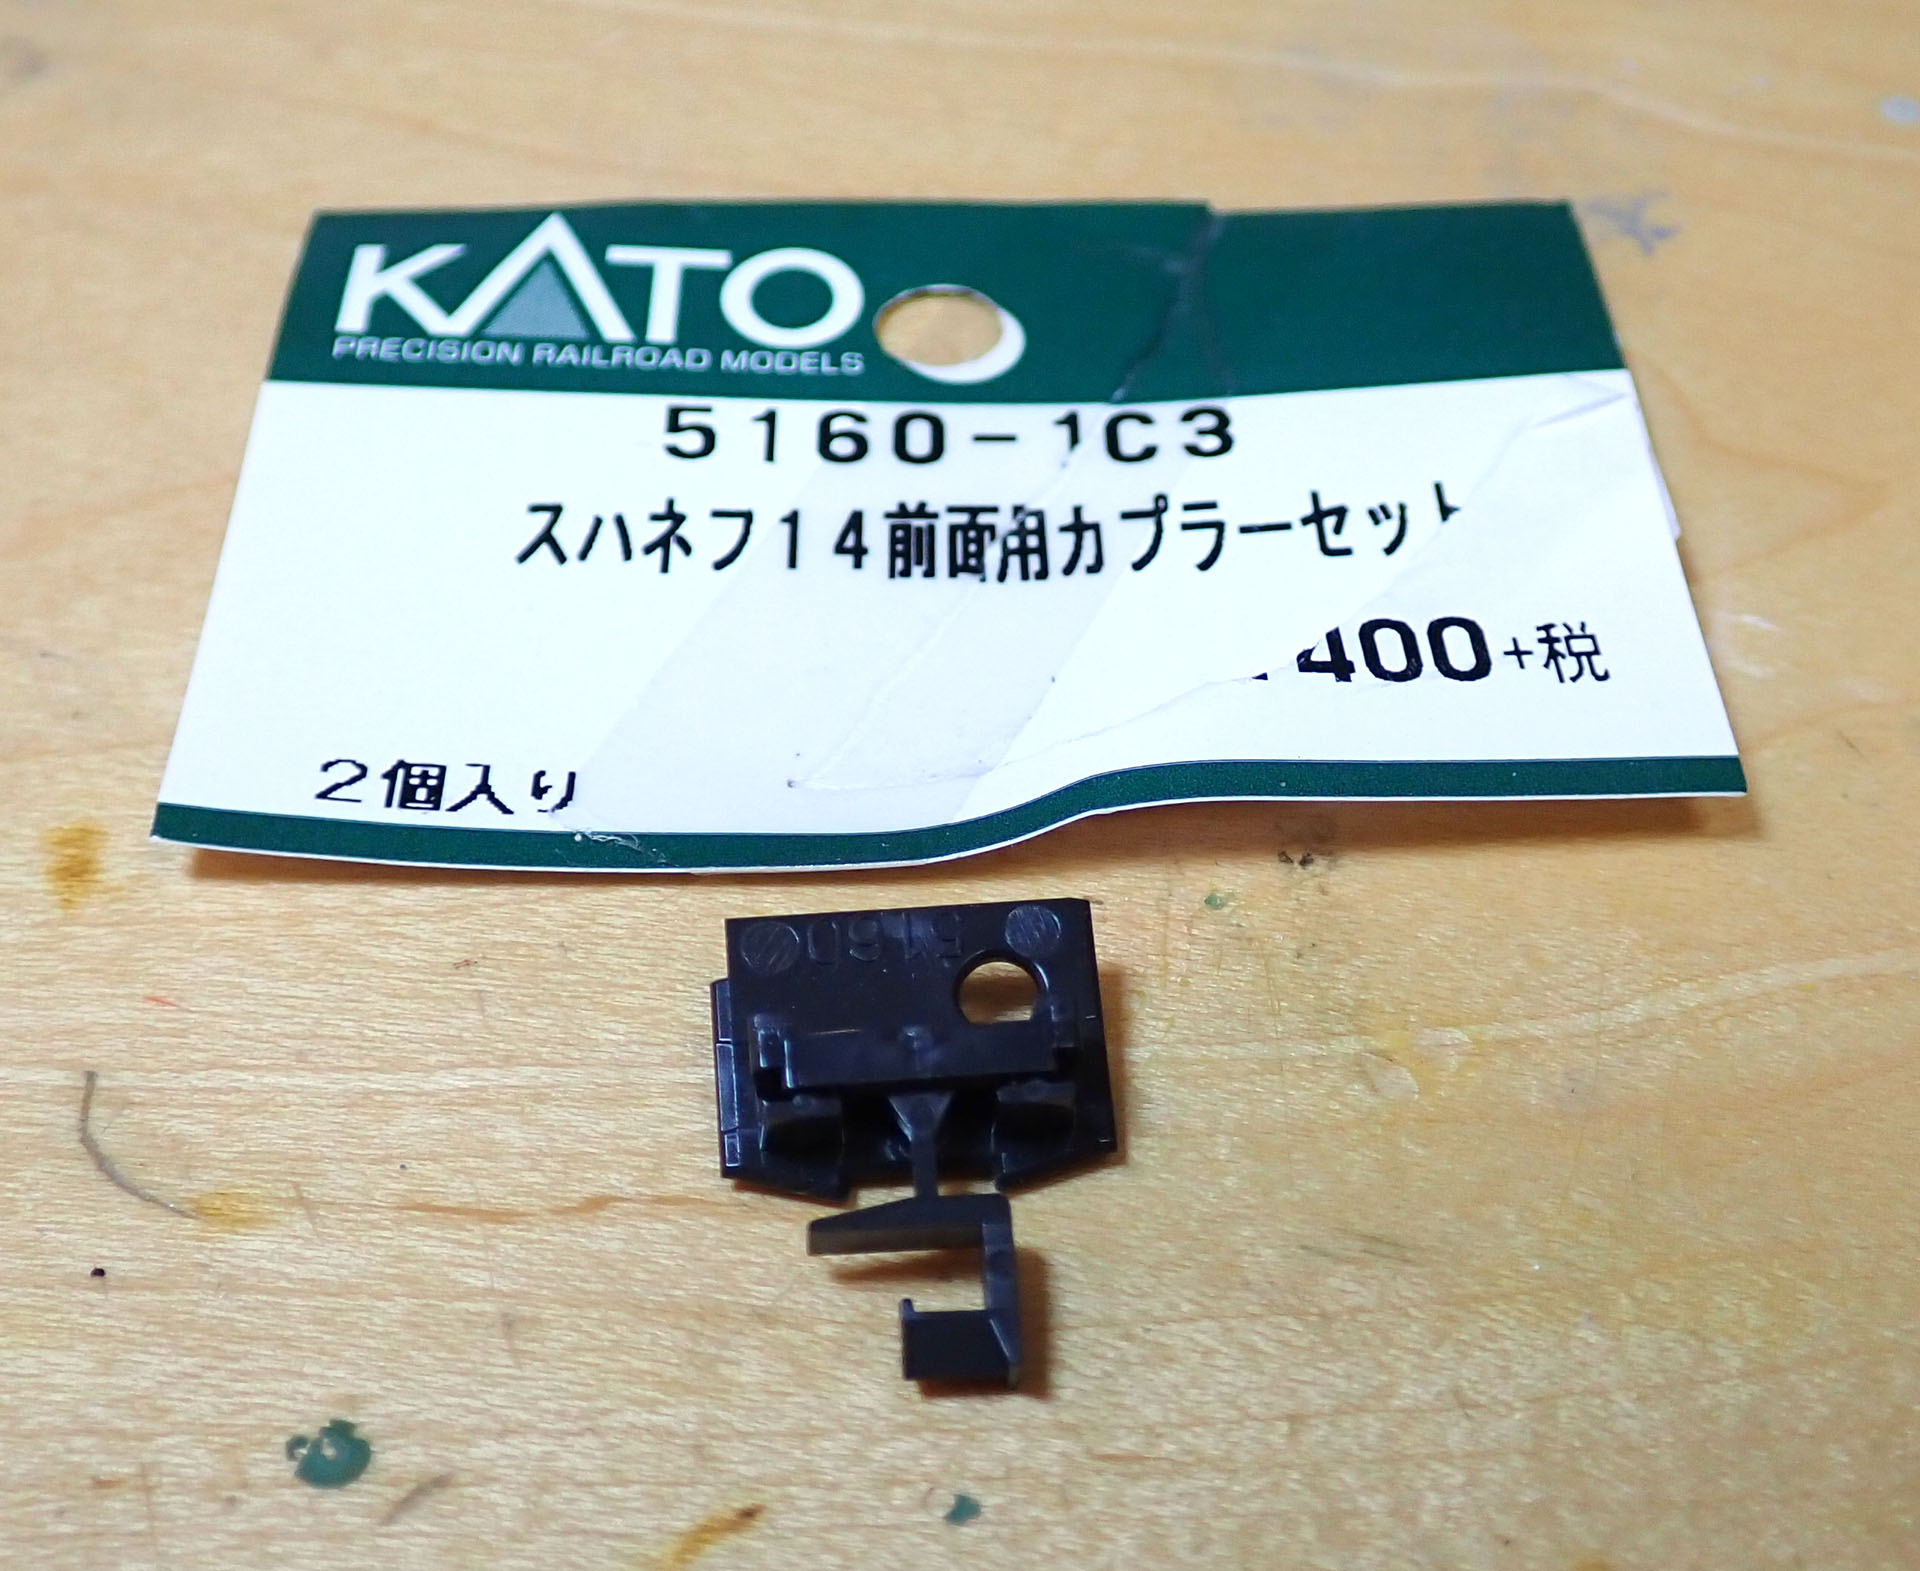 KATO
PRECISION RAILROAD MODELS
5160-1C3
スハネフ14前面用カプラーセット
400+税
2個入り
5160